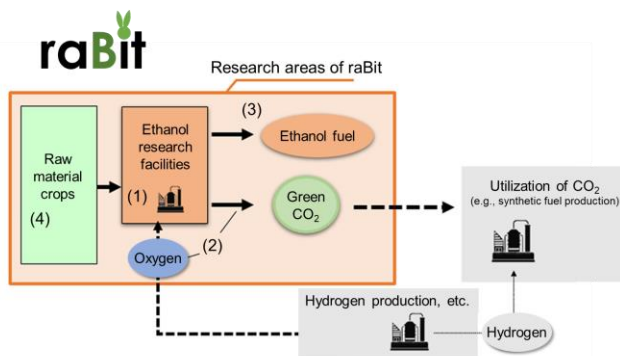 raBit
Research areas of raBit
Raw
material
crops
(4)
Ethanol
research
facilities
(1)
(3)
Ethanol fuel
Green
CO₂
(2)
Oxygen
Utilization of CO₂
(e.g., synthetic fuel production)
Hydrogen production, etc.
Hydrogen